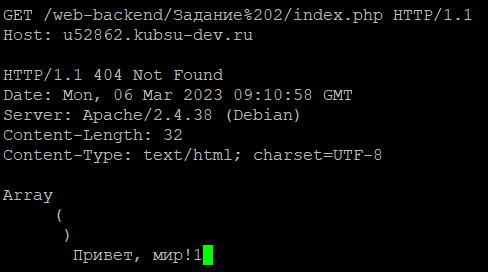 GET /web-backend/Задание%202/index.php HTTP/1.1
Host: u52862.kubsu-dev.ru
HTTP/1.1 404 Not Found
Date: Mon, 06 Mar 2023 09:10:58 GMT
Server: Apache/2.4.38 (Debian)
Content-Length: 32
Content-Type: text/html; charset=UTF-8
Array
(
)
Привет, мир!1